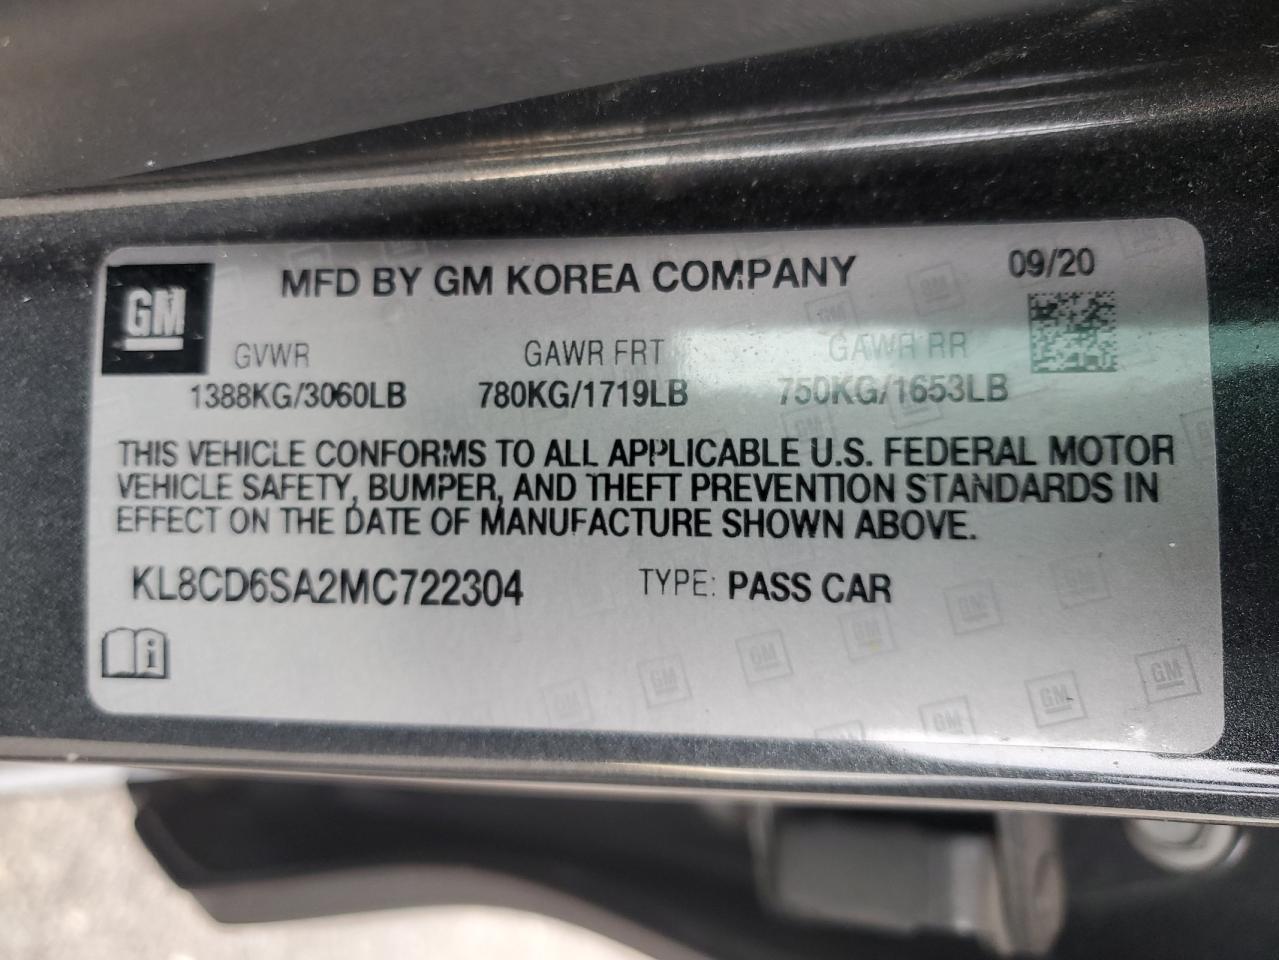 MFD BY GM KOREA COMPANY 09/20
GM
GVWR GAWR FRT GAWR RR
1388KG/3060LB 780KG/1719LB 750KG/1653LB
THIS VEHICLE CONFORMS TO ALL APPLICABLE U.S. FEDERAL MOTOR
VEHICLE SAFETY, BUMPER, AND THEFT PREVENTION STANDARDS IN
EFFECT ON THE DATE OF MANUFACTURE SHOWN ABOVE.
KL8CD6SA2MC722304 TYPE: PASS CAR